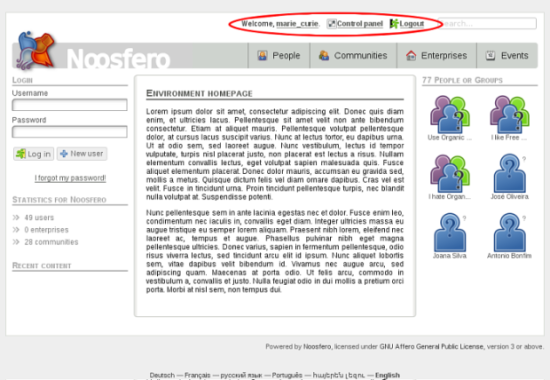 Welcome, marie_curie. Control panel Logout Search...
Noosfero
People Communities Enterprises Events
Login
Username
Password
Log in New user
I forgot my password!
Statistics for Noosfero
49 users
0 enterprises
28 communities
Recent content
Environment homepage
Lorem ipsum dolor sit amet, consectetur adipiscing elit. Donec quis diam
enim, et ultricies lacus. Pellentesque sit amet velit non ante bibendum
consectetur. Etiam at aliquet mauris. Pellentesque volutpat pellentesque
dolor, at cursus lacus suscipit varius. Nunc at lectus tortor, eu dapibus urna.
Ut at odio sem, sed laoreet augue. Nunc vestibulum, lectus id tempor
vulputate, turpis nisl placerat justo, non placerat est lectus a risus. Nullam
elementum convallis lectus, eget volutpat sapien malesuada quis. Fusce
aliquet elementum placerat. Donec dolor mauris, accumsan eu gravida sed,
mollis a metus. Quisque dictum felis vel diam ornare dapibus. Cras vel est
velit. Fusce in tincidunt urna. Proin tincidunt pellentesque turpis, nec blandit
nulla volutpat at. Suspendisse potenti.
Nunc pellentesque sem in ante lacinia egestas nec et dolor. Fusce enim leo,
condimentum nec iaculis in, convallis eget diam. Integer ultricies massa eu
augue tristique eu semper lorem aliquam. Praesent nibh lorem, eleifend nec
laoreet ac, tempus et augue. Phasellus pulvinar nibh eget magna
pellentesque ultricies. Donec varius, sapien in fermentum pellentesque, odio
risus viverra lectus, sed tincidunt arcu elit id ipsum. Nunc aliquet lobortis
sem, vitae dapibus velit bibendum id. Vivamus nec augue arcu, sed
adipiscing quam. Maecenas at porta odio. Ut felis arcu, commodo in
vestibulum a, convallis et justo. Nulla feugiat odio in dui mollis a pretium orci
porta. Morbi at nisl sem, non tempus dui.
77 People or Groups
Use Organic ... I like Free ...
I hate Organ... José Oliveira
Joana Silva Antonio Bonfim
Powered by Noosfero, licensed under GNU Affero General Public License, version 3 or above.
Deutsch — Français — русский язык — Português — հայերեն լեզու — English